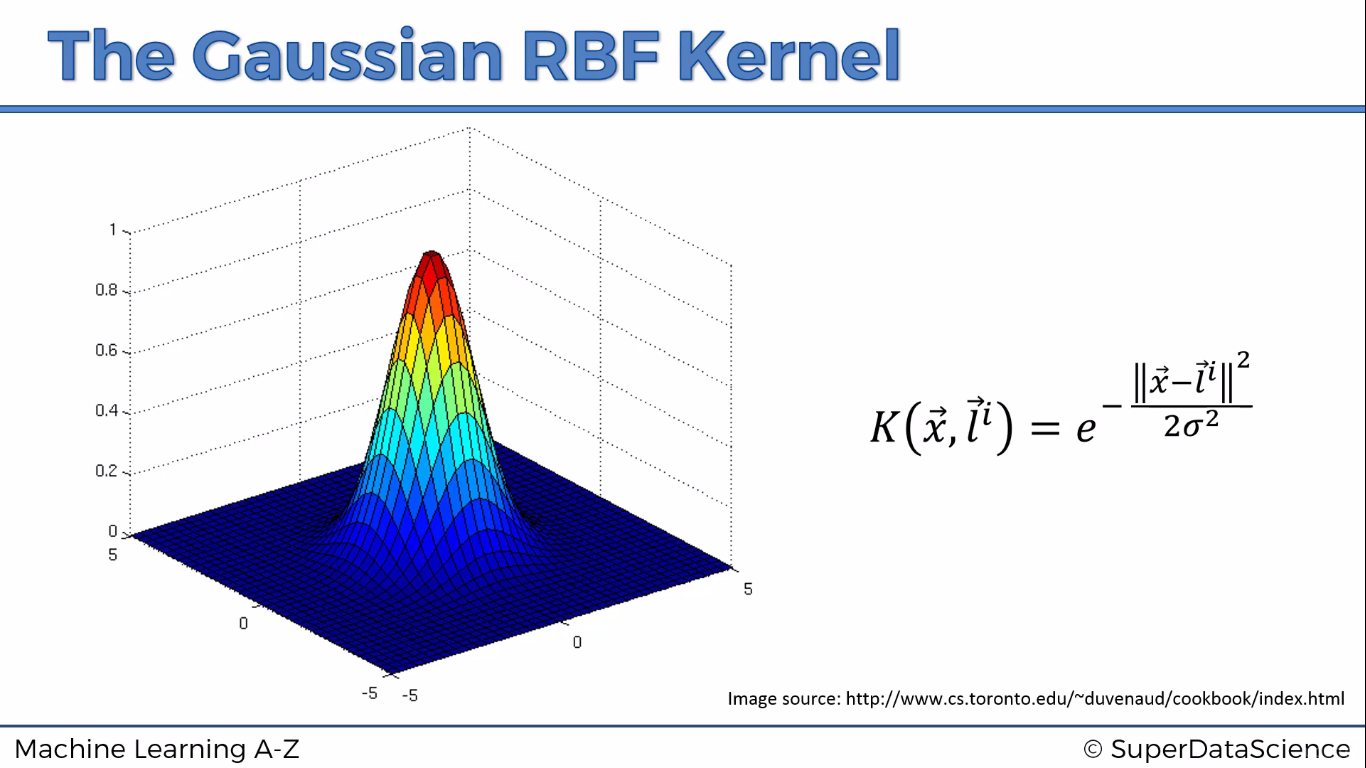 The Gaussian RBF Kernel
1
0.8
0.6
0.4
0.2
0
5
0
-5
-5
0
5
K(x⃗, l⃗ⁱ) = e^(−‖x⃗−l⃗ⁱ‖²/2σ²)
Image source: http://www.cs.toronto.edu/~duvenaud/cookbook/index.html
Machine Learning A-Z
© SuperDataScience